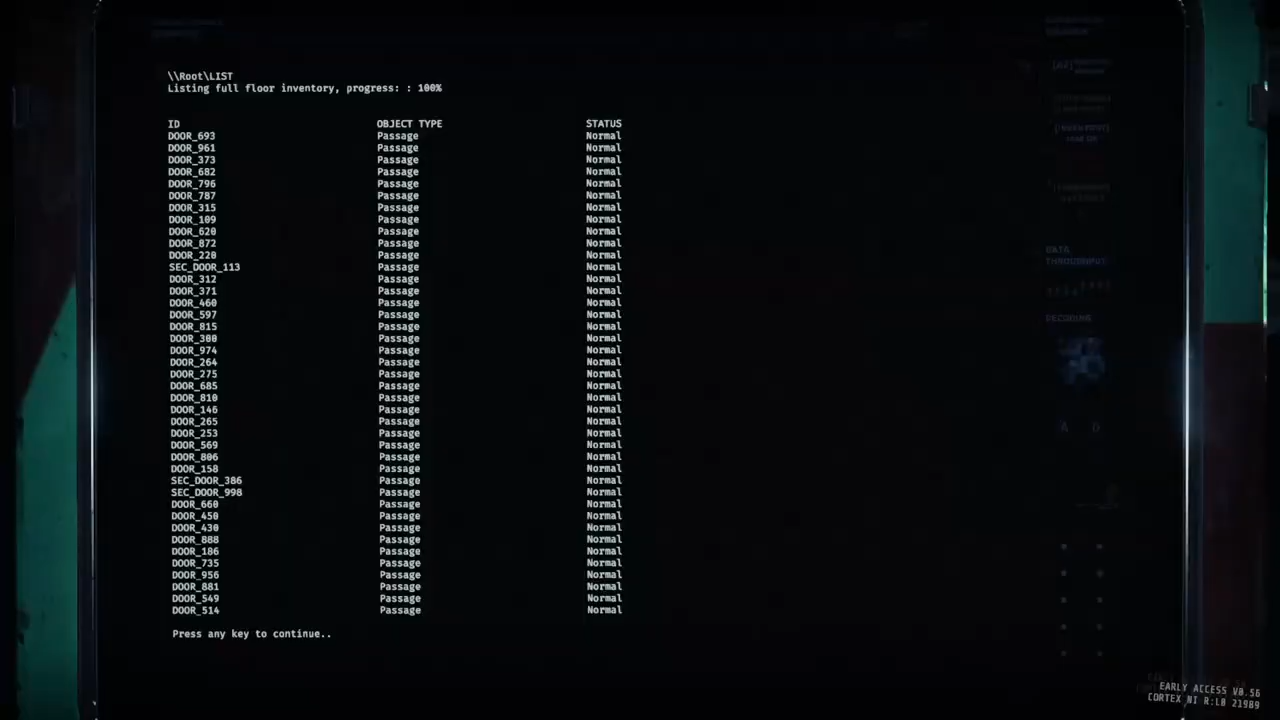 \\Root\LIST
Listing full floor inventory, progress: : 100%
ID OBJECT TYPE STATUS
DOOR_693 Passage Normal
DOOR_961 Passage Normal
DOOR_373 Passage Normal
DOOR_682 Passage Normal
DOOR_796 Passage Normal
DOOR_787 Passage Normal
DOOR_315 Passage Normal
DOOR_109 Passage Normal
DOOR_620 Passage Normal
DOOR_872 Passage Normal
DOOR_220 Passage Normal
SEC_DOOR_113 Passage Normal
DOOR_312 Passage Normal
DOOR_371 Passage Normal
DOOR_460 Passage Normal
DOOR_597 Passage Normal
DOOR_815 Passage Normal
DOOR_300 Passage Normal
DOOR_974 Passage Normal
DOOR_264 Passage Normal
DOOR_275 Passage Normal
DOOR_685 Passage Normal
DOOR_810 Passage Normal
DOOR_146 Passage Normal
DOOR_265 Passage Normal
DOOR_253 Passage Normal
DOOR_569 Passage Normal
DOOR_806 Passage Normal
DOOR_158 Passage Normal
SEC_DOOR_386 Passage Normal
SEC_DOOR_998 Passage Normal
DOOR_660 Passage Normal
DOOR_450 Passage Normal
DOOR_430 Passage Normal
DOOR_888 Passage Normal
DOOR_186 Passage Normal
DOOR_735 Passage Normal
DOOR_956 Passage Normal
DOOR_881 Passage Normal
DOOR_549 Passage Normal
DOOR_514 Passage Normal
Press any key to continue..
DATA
THROUGHPUT
DECODING
A D
EARLY ACCESS V0.56
CORTEX NI R:L0 21989